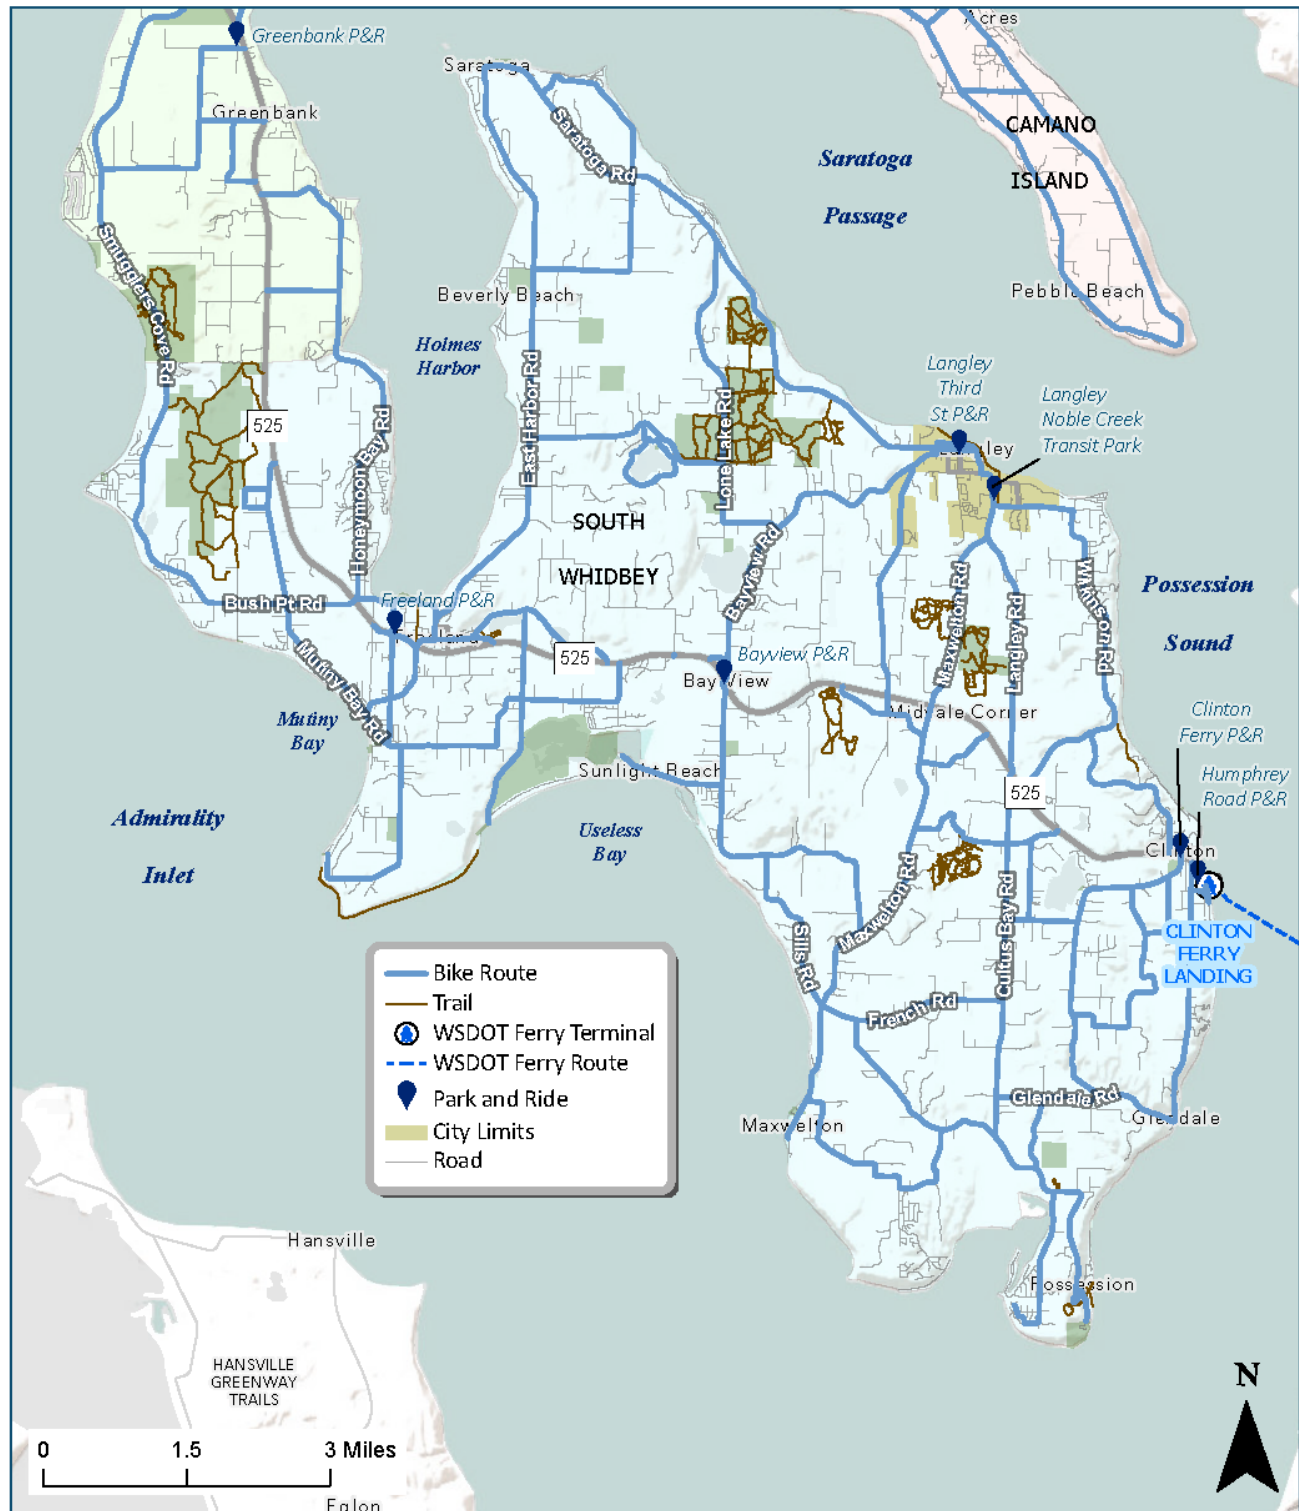 Greenbank P&R
Acres
Saratoga
Greenbank
CAMANO
ISLAND
Saratoga
Passage
Saratoga Rd
Smugglers Cove Rd
Beverly Beach
Pebble Beach
Holmes
Harbor
Langley
Third
St P&R
Langley
Noble Creek
Transit Park
525
Honeymoon Bay Rd
East Harbor Rd
Lone Lake Rd
Langley
SOUTH
WHIDBEY
Bayview Rd
Wilkinson Rd
Possession
Sound
Maxwelton Rd
Langley Rd
Bush Pt Rd
Freeland P&R
Freeland
525
Bayview P&R
Bay View
Mutiny Bay Rd
Mutiny
Bay
Midvale Corner
Clinton
Ferry P&R
Sunlight Beach
Humphrey
Road P&R
525
Admirality
Inlet
Useless
Bay
Clinton
Maxwelton Rd
Cultus Bay Rd
Sills Rd
CLINTON
FERRY
LANDING
French Rd
Bike Route
Trail
WSDOT Ferry Terminal
WSDOT Ferry Route
Park and Ride
City Limits
Road
Glendale Rd
Glendale
Maxwelton
Hansville
Possession
HANSVILLE
GREENWAY
TRAILS
N
0 1.5 3 Miles
Eglon